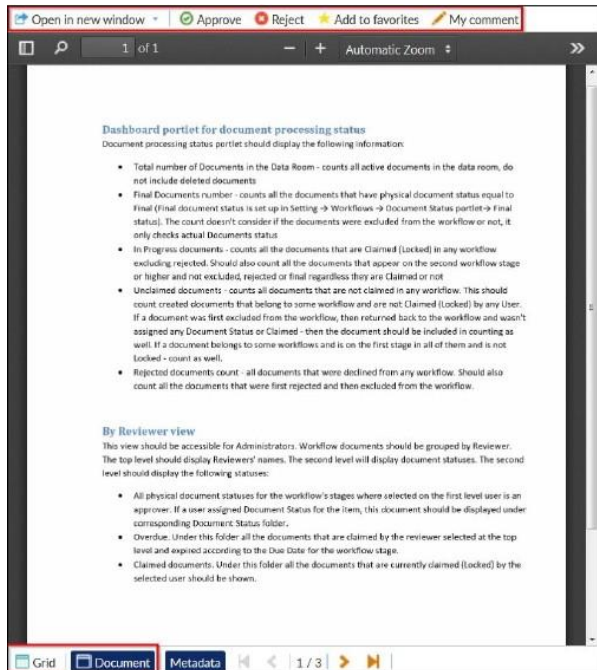 Open in new window Approve Reject Add to favorites My comment
1 of 1 Automatic Zoom
Dashboard portlet for document processing status
Document processing status portlet should display the following information:
Total number of Documents in the Data Room - counts all active documents in the data room, do
not include deleted documents
Final Documents number - counts all the documents that have physical document status equal to
Final (Final document status is set up in Setting → Workflows → Document Status portlet→ Final
status). The count doesn't consider if the documents were excluded from the workflow or not, it
only checks actual Documents status
In Progress documents - counts all the documents that are Claimed (Locked) in any workflow
excluding rejected. Should also count all the documents that appear on the second workflow stage
or higher and not excluded, rejected or final regardless they are Claimed or not
Unclaimed documents - counts all documents that are not claimed in any workflow. This should
count created documents that belong to some workflow and are not Claimed (Locked) by any User.
If a document was first excluded from the workflow, then returned back to the workflow and wasn't
assigned any Document Status or Claimed - then the document should be included in counting as
well. If a document belongs to some workflows and is on the first stage in all of them and is not
Locked - count as well.
Rejected documents count - all documents that were declined from any workflow. Should also
count all the documents that were first rejected and then excluded from the workflow.
By Reviewer view
This view should be accessible for Administrators. Workflow documents should be grouped by Reviewer.
The top level should display Reviewers' names. The second level will display document statuses. The second
level should display the following statuses:
All physical document statuses for the workflow's stages where selected on the first level user is an
approver. If a user assigned Document Status for the item, this document should be displayed under
corresponding Document Status folder.
Overdue. Under this folder all the documents that are claimed by the reviewer selected at the top
level and expired according to the Due Date for the workflow stage.
Claimed documents. Under this folder all the documents that are currently claimed (Locked) by the
selected user should be shown.
Grid Document Metadata 1 / 3